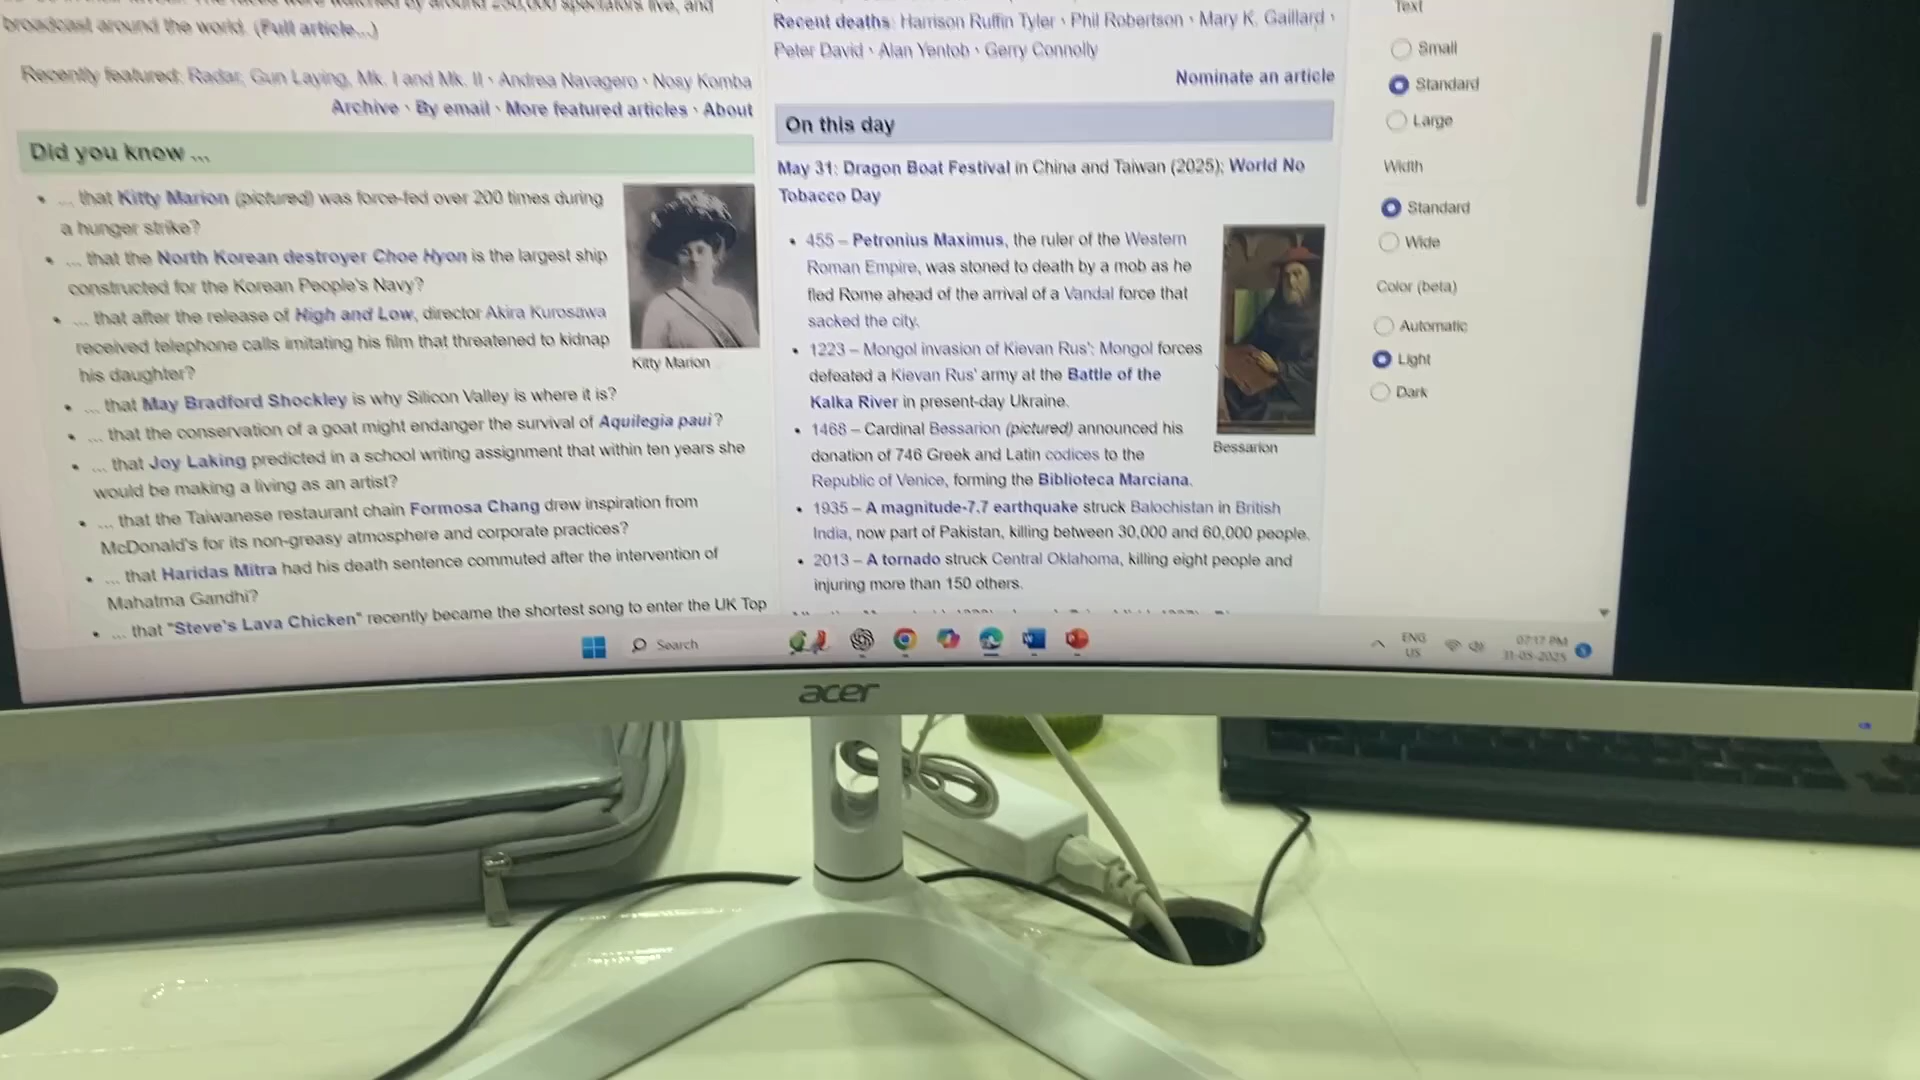 broadcast around the world. (Full article...)
Recently featured: Radar, Gun Laying, Mk. I and Mk. II · Andrea Navagero · Nosy Komba
Archive · By email · More featured articles · About
Did you know ...
... that Kitty Marion (pictured) was force-fed over 200 times during
a hunger strike?
... that the North Korean destroyer Choe Hyon is the largest ship
constructed for the Korean People's Navy?
... that after the release of High and Low, director Akira Kurosawa
received telephone calls imitating his film that threatened to kidnap
his daughter?
Kitty Marion
... that May Bradford Shockley is why Silicon Valley is where it is?
... that the conservation of a goat might endanger the survival of Aquilegia paui?
... that Joy Laking predicted in a school writing assignment that within ten years she
would be making a living as an artist?
... that the Taiwanese restaurant chain Formosa Chang drew inspiration from
McDonald's for its non-greasy atmosphere and corporate practices?
... that Haridas Mitra had his death sentence commuted after the intervention of
Mahatma Gandhi?
... that "Steve's Lava Chicken" recently became the shortest song to enter the UK Top
Recent deaths: Harrison Ruffin Tyler · Phil Robertson · Mary K. Gaillard ·
Peter David · Alan Yentob · Gerry Connolly
Nominate an article
On this day
May 31: Dragon Boat Festival in China and Taiwan (2025); World No
Tobacco Day
455 – Petronius Maximus, the ruler of the Western
Roman Empire, was stoned to death by a mob as he
fled Rome ahead of the arrival of a Vandal force that
sacked the city.
1223 – Mongol invasion of Kievan Rus': Mongol forces
defeated a Kievan Rus' army at the Battle of the
Kalka River in present-day Ukraine.
1468 – Cardinal Bessarion (pictured) announced his
donation of 746 Greek and Latin codices to the
Republic of Venice, forming the Biblioteca Marciana.
Bessarion
1935 – A magnitude-7.7 earthquake struck Balochistan in British
India, now part of Pakistan, killing between 30,000 and 60,000 people.
2013 – A tornado struck Central Oklahoma, killing eight people and
injuring more than 150 others.
Text
Small
Standard
Large
Width
Standard
Wide
Color (beta)
Automatic
Light
Dark
Search
ENG
US
07:17 PM
31-05-2025
acer